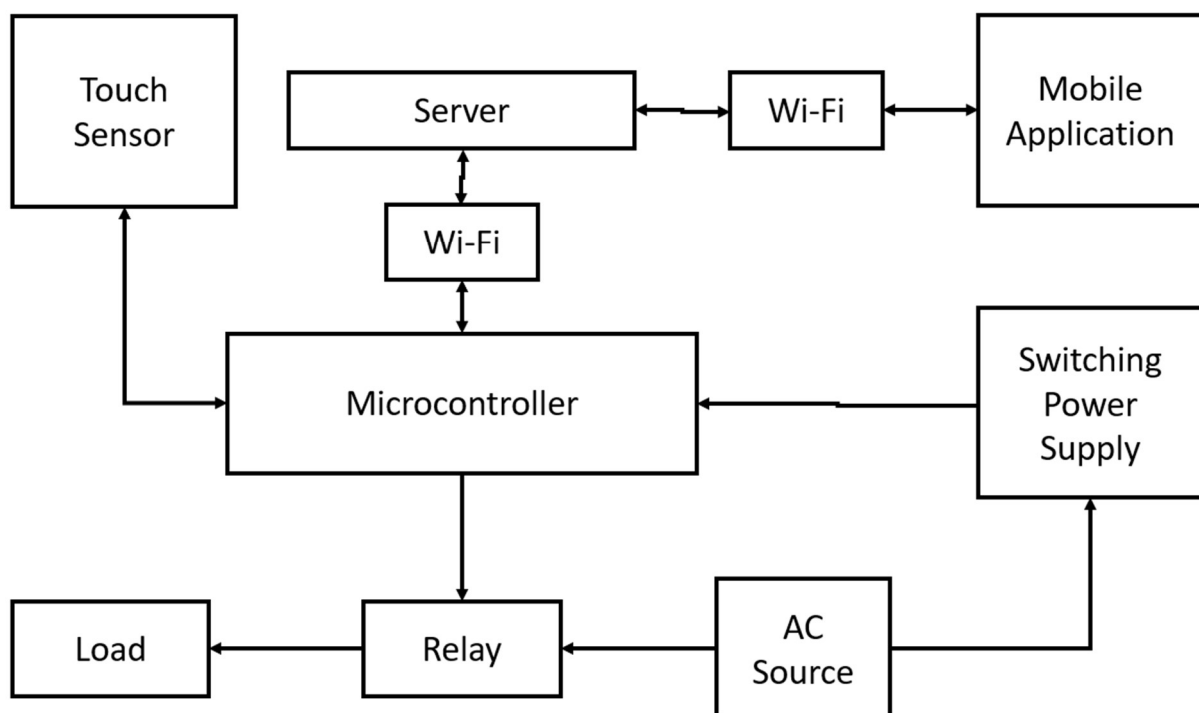 Touch
Sensor
Server
Wi-Fi
Mobile
Application
Wi-Fi
Microcontroller
Switching
Power
Supply
Load
Relay
AC
Source